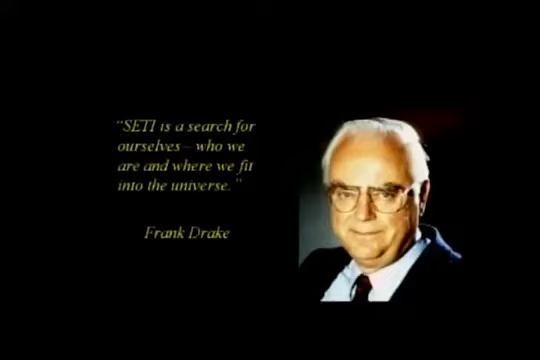 “SETI is a search for
ourselves – who we
are and where we fit
into the universe.”
Frank Drake